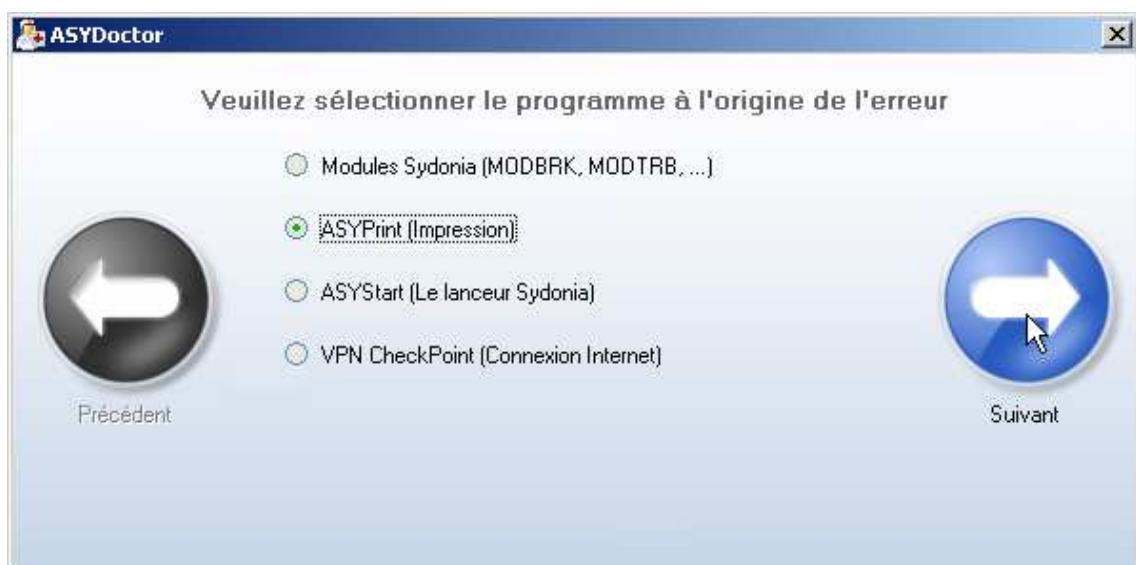 ASYDoctor
Veuillez sélectionner le programme à l'origine de l'erreur
Modules Sydonia (MODBRK, MODTRB, ...)
ASYPrint (Impression)
ASYStart (Le lanceur Sydonia)
VPN CheckPoint (Connexion Internet)
Précédent
Suivant